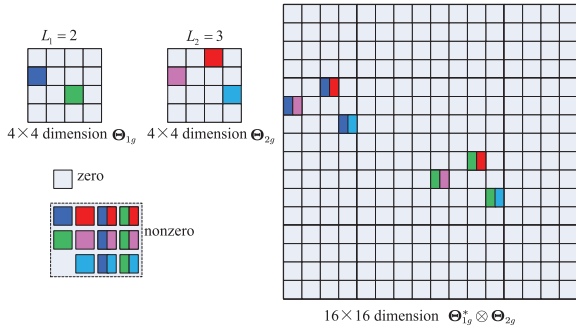 L₁ = 2
L₂ = 3
4×4 dimension Θ₁g
4×4 dimension Θ₂g
zero
nonzero
16×16 dimension Θ*₁g ⊗ Θ₂g